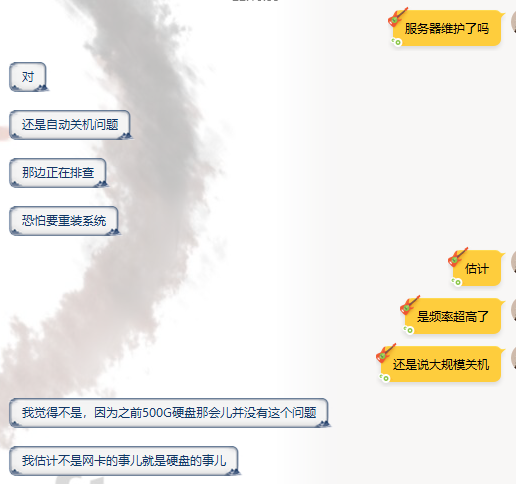 服务器维护了吗
对
还是自动关机问题
那边正在排查
恐怕要重装系统
估计
是频率超高了
还是说大规模关机
我觉得不是，因为之前500G硬盘那会儿并没有这个问题
我估计不是网卡的事儿就是硬盘的事儿